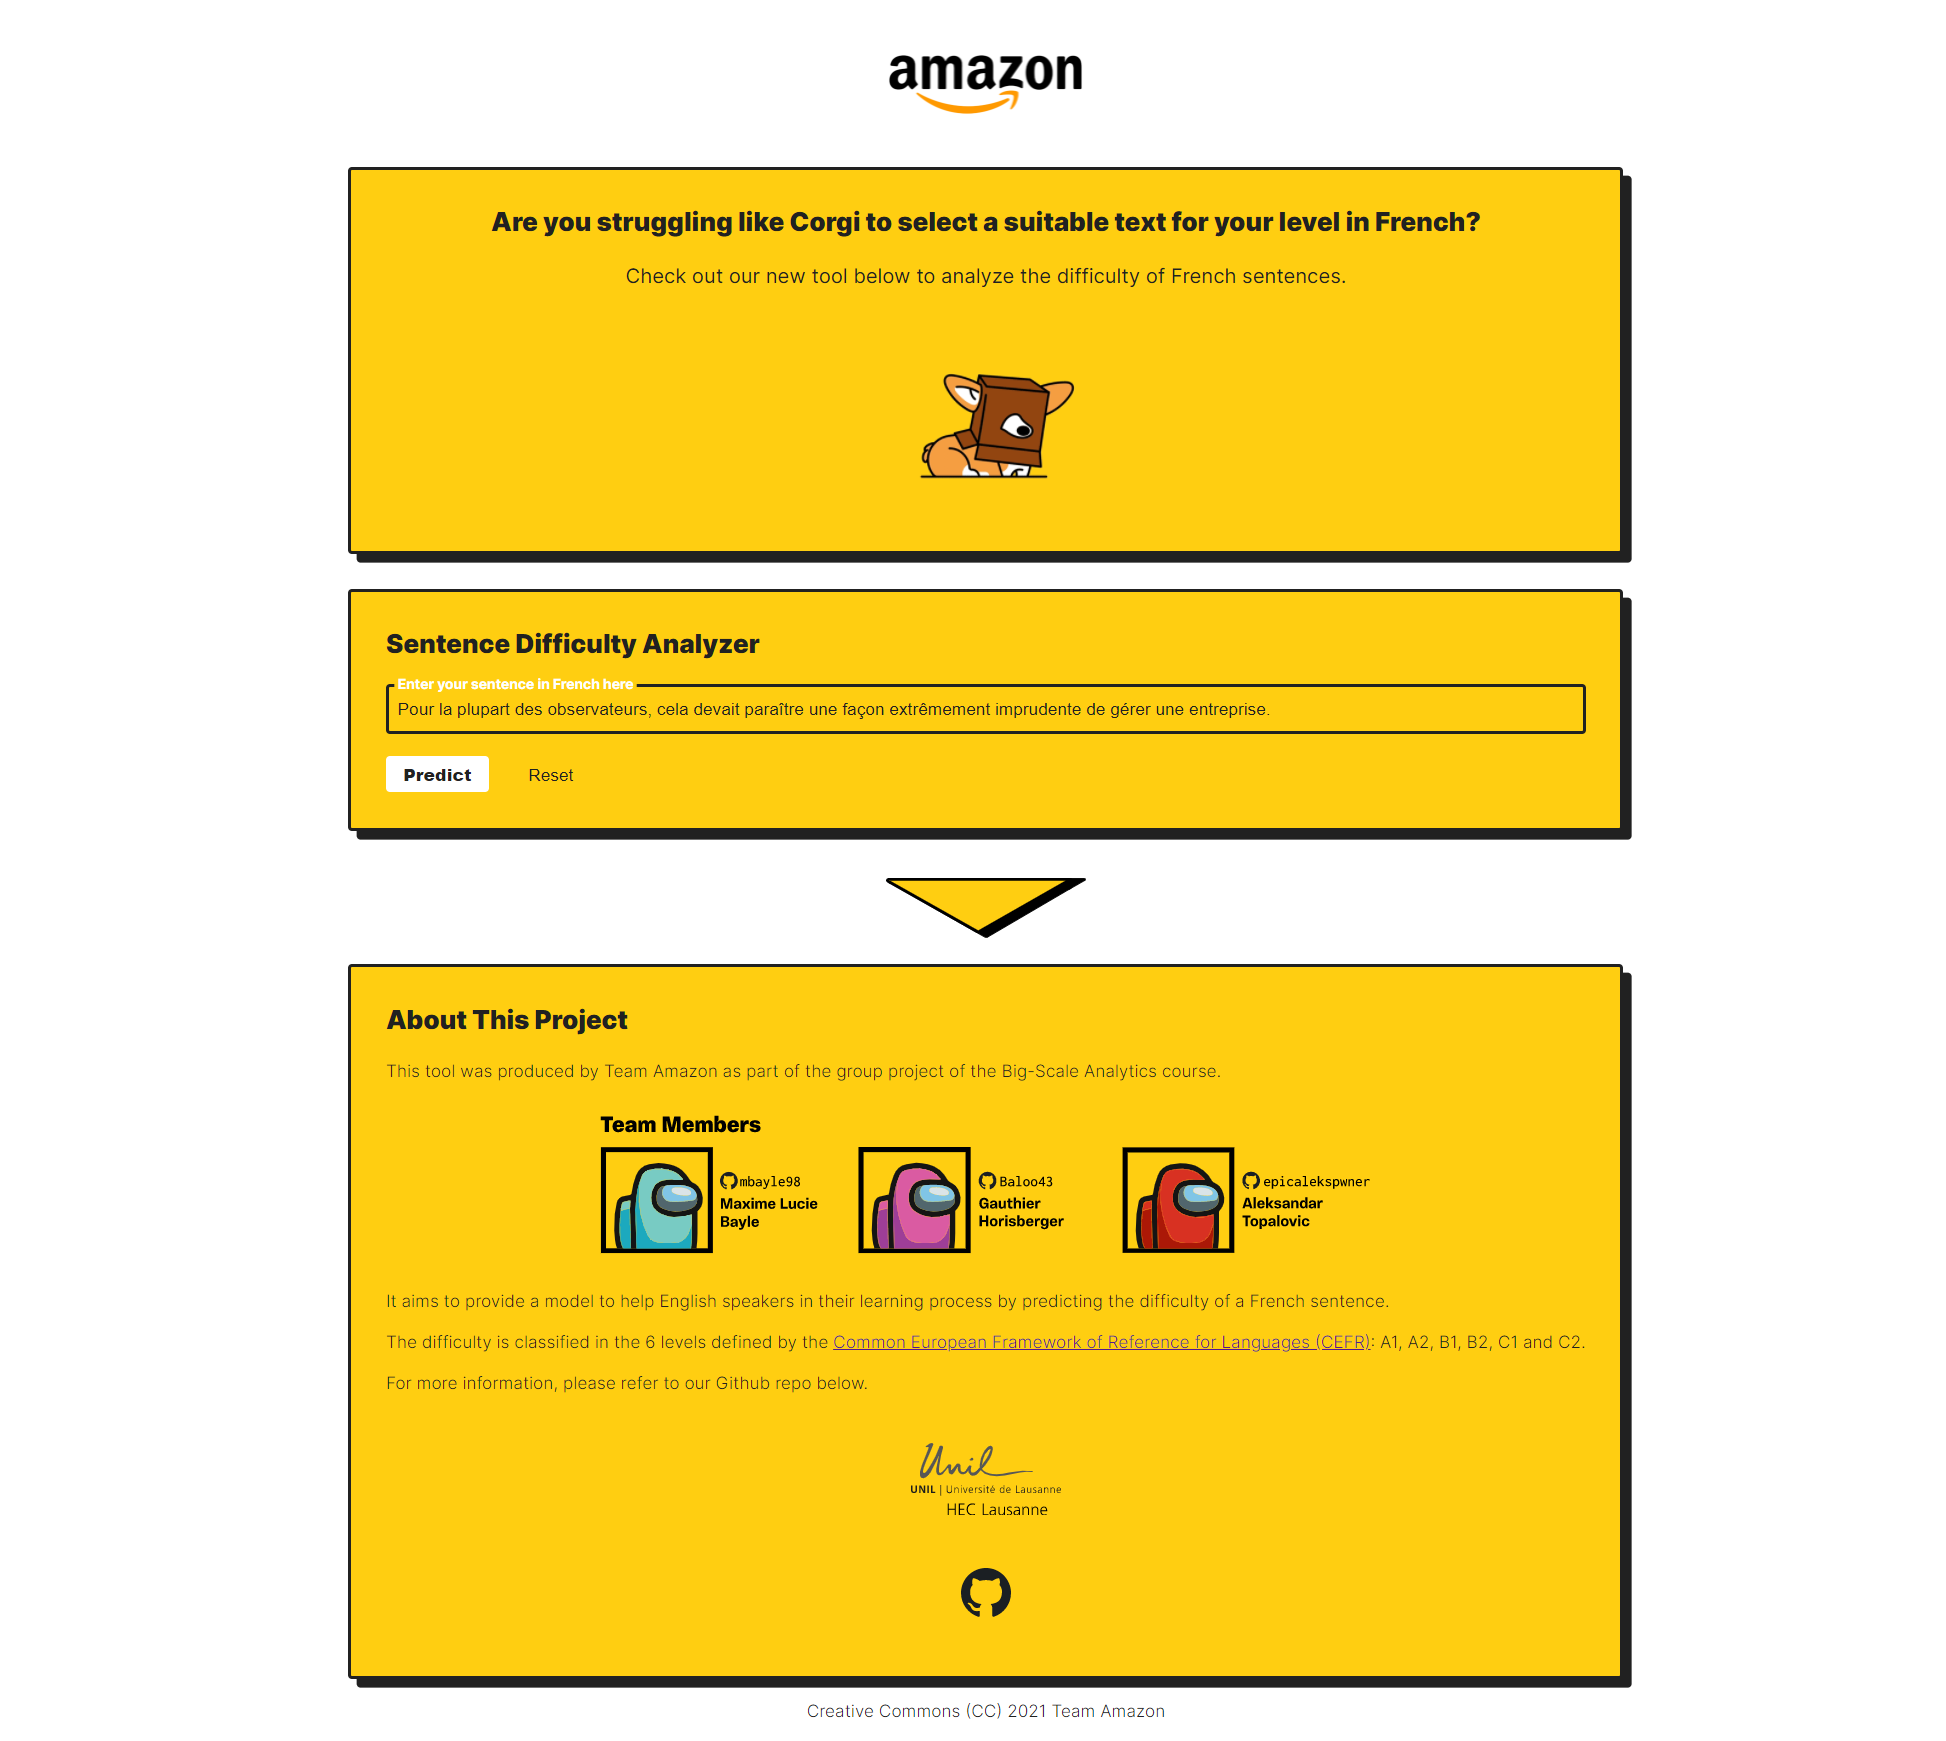 amazon
Are you struggling like Corgi to select a suitable text for your level in French?
Check out our new tool below to analyze the difficulty of French sentences.
Sentence Difficulty Analyzer
Enter your sentence in French here
Pour la plupart des observateurs, cela devait paraître une façon extrêmement imprudente de gérer une entreprise.
Predict Reset
About This Project
This tool was produced by Team Amazon as part of the group project of the Big-Scale Analytics course.
Team Members
mbayle98
Maxime Lucie
Bayle
Baloo43
Gauthier
Horisberger
epicalekspwner
Aleksandar
Topalovic
It aims to provide a model to help English speakers in their learning process by predicting the difficulty of a French sentence.
The difficulty is classified in the 6 levels defined by the Common European Framework of Reference for Languages (CEFR): A1, A2, B1, B2, C1 and C2.
For more information, please refer to our Github repo below.
Unil
UNIL | Université de Lausanne
HEC Lausanne
Creative Commons (CC) 2021 Team Amazon